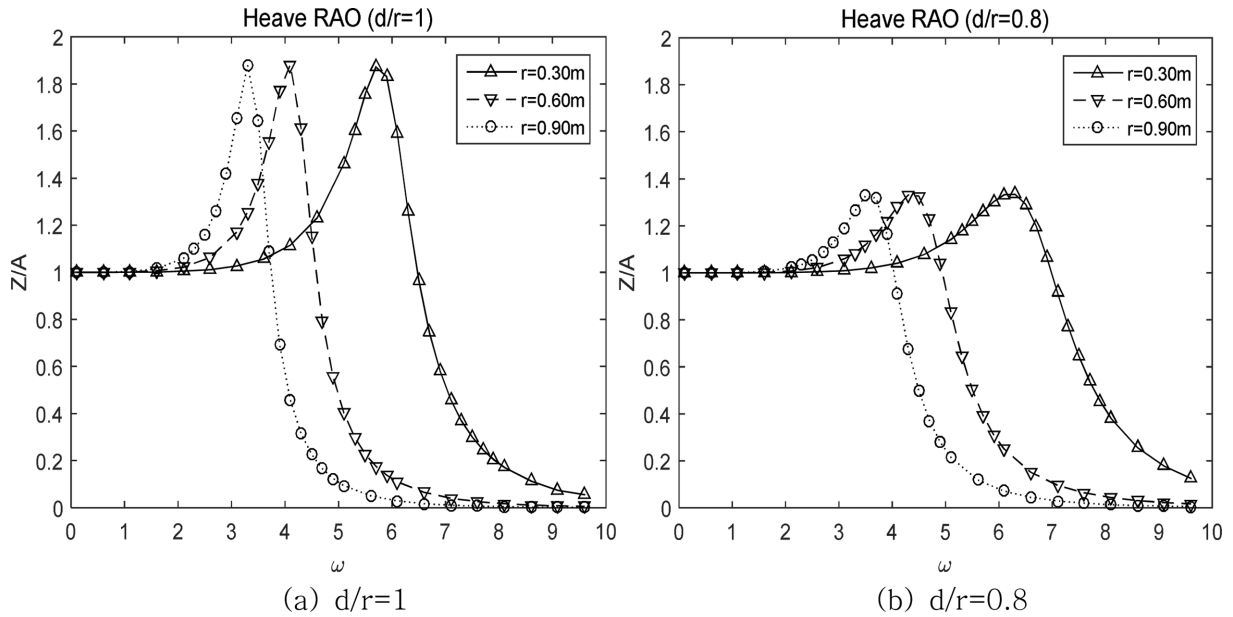 Heave RAO (d/r=1)
2
1.8
1.6
1.4
1.2
1
0.8
0.6
0.4
0.2
0
Z/A
r=0.30m
r=0.60m
r=0.90m
0 1 2 3 4 5 6 7 8 9 10
ω
(a) d/r=1
Heave RAO (d/r=0.8)
2
1.8
1.6
1.4
1.2
1
0.8
0.6
0.4
0.2
0
Z/A
r=0.30m
r=0.60m
r=0.90m
0 1 2 3 4 5 6 7 8 9 10
ω
(b) d/r=0.8